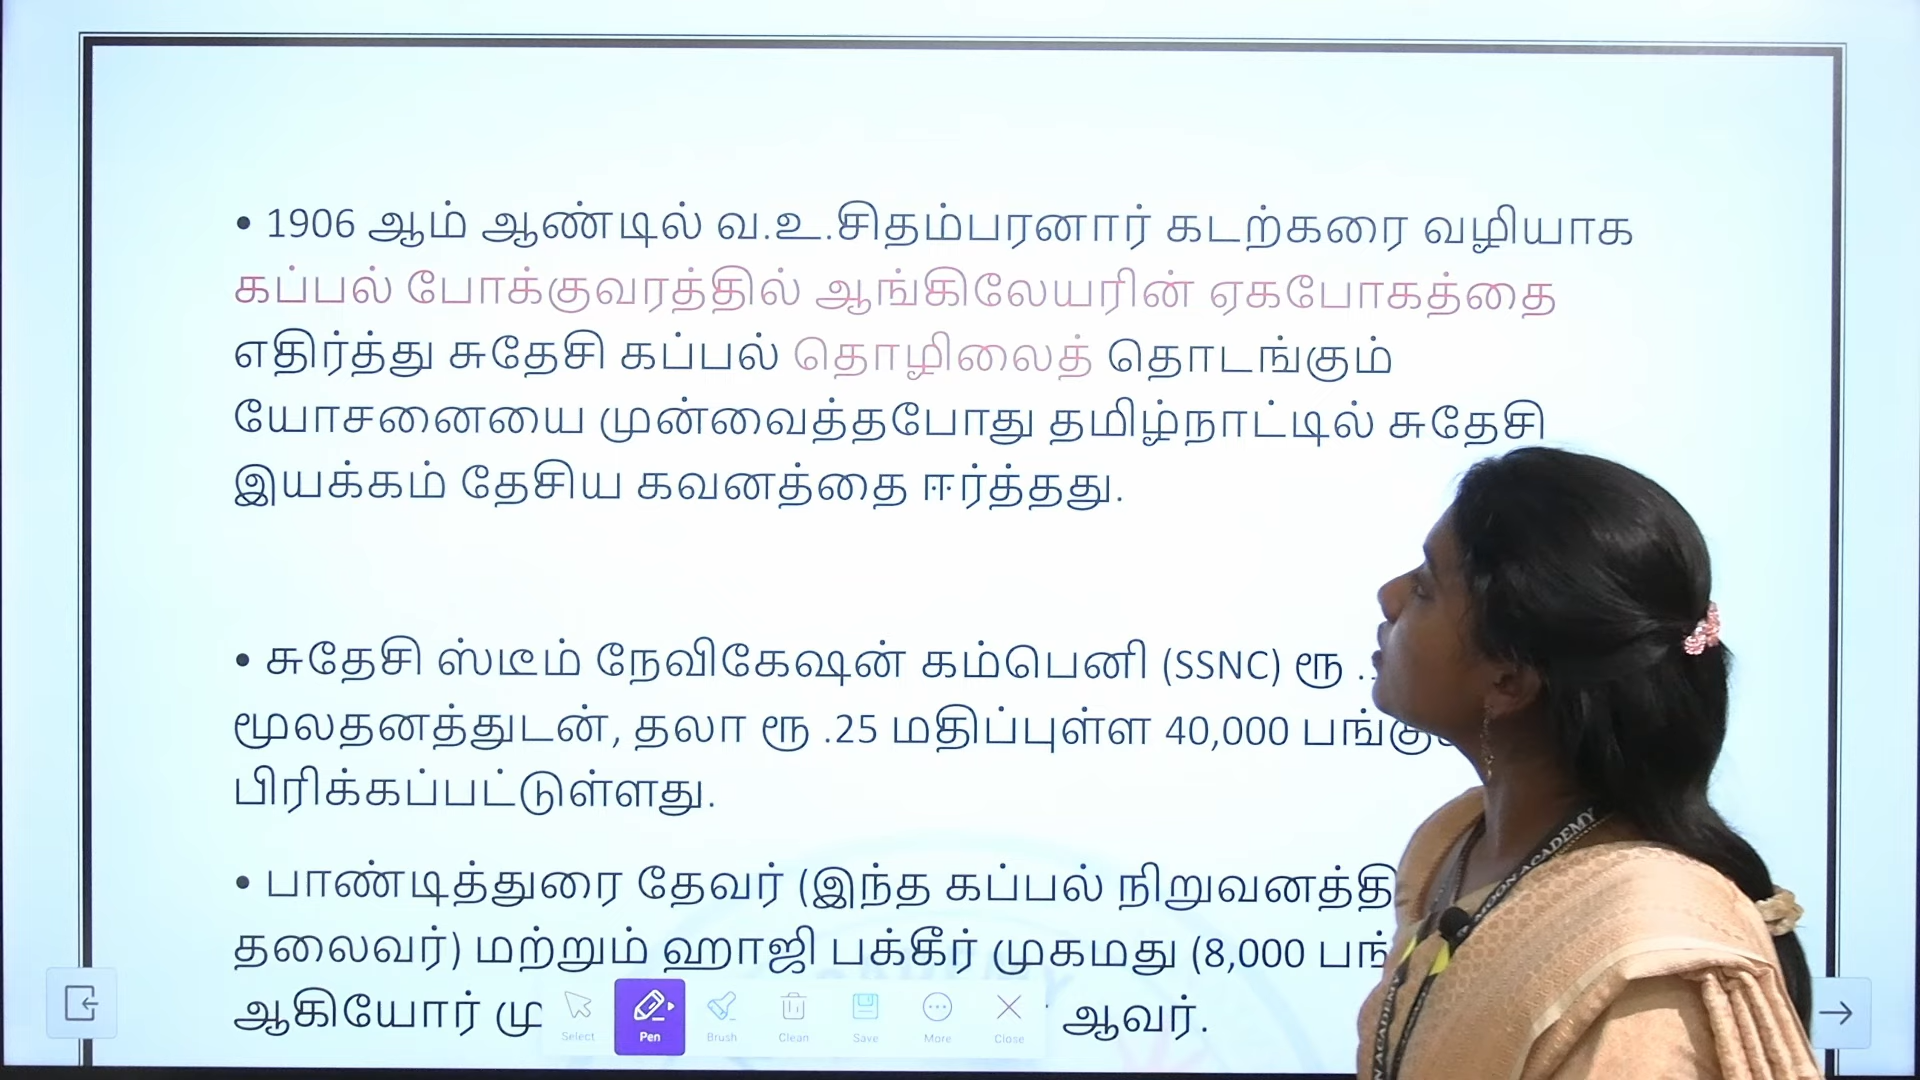 • 1906 ஆம் ஆண்டில் வ.உ.சிதம்பரனார் கடற்கரை வழியாக
கப்பல் போக்குவரத்தில் ஆங்கிலேயரின் ஏகபோகத்தை
எதிர்த்து சுதேசி கப்பல் தொழிலைத் தொடங்கும்
யோசனையை முன்வைத்தபோது தமிழ்நாட்டில் சுதேசி
இயக்கம் தேசிய கவனத்தை ஈர்த்தது.
• சுதேசி ஸ்டீம் நேவிகேஷன் கம்பெனி (SSNC) ரூ .
மூலதனத்துடன், தலா ரூ .25 மதிப்புள்ள 40,000
பிரிக்கப்பட்டுள்ளது.
• பாண்டித்துரை தேவர் (இந்த கப்பல்
தலைவர்) மற்றும் ஹாஜி பக்கீர் முகமது (8,000
ஆகியோர் ஆவர்.
Select Pen Brush Clean Save More Close
MOON ACADEMY